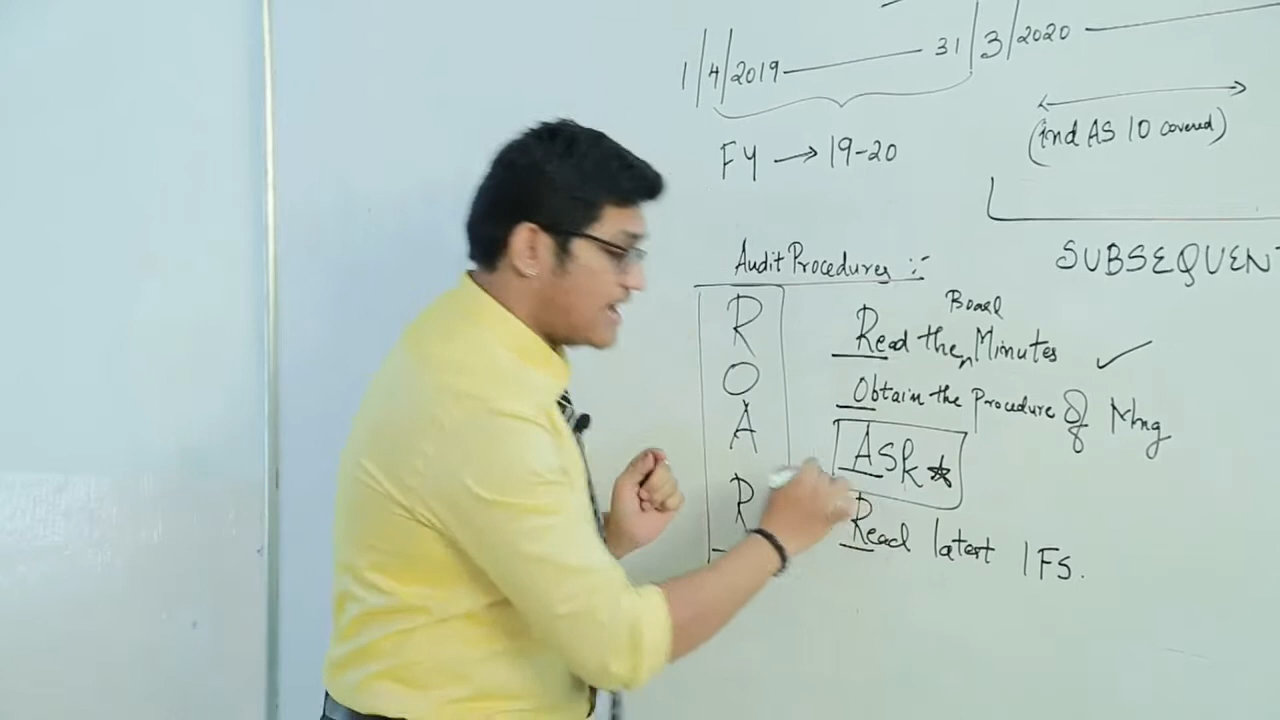 1/4/2019 — 31/3/2020 —
FY → 19-20
(ind AS 10 covered)
SUBSEQUEN
Audit Procedures :-
R Read the Board Minutes ✓
O Obtain the Procedure of Mng
A Ask ★
R Read latest IFS.